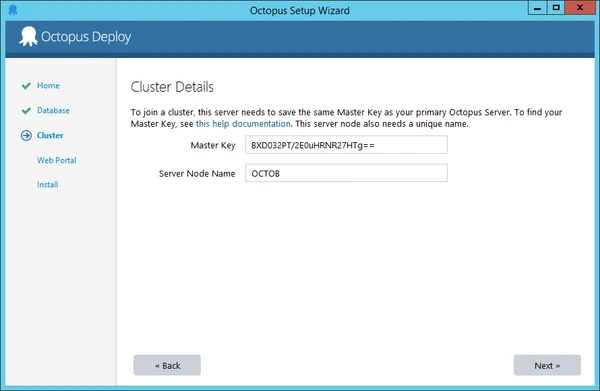 Octopus Setup Wizard
Octopus Deploy
Home
Database
Cluster
Web Portal
Install
Cluster Details
To join a cluster, this server needs to save the same Master Key as your primary Octopus Server. To find your
Master Key, see this help documentation. This server node also needs a unique name.
Master Key BXD032PT/2E0uHRNR27HTg==
Server Node Name OCTOB
« Back
Next »